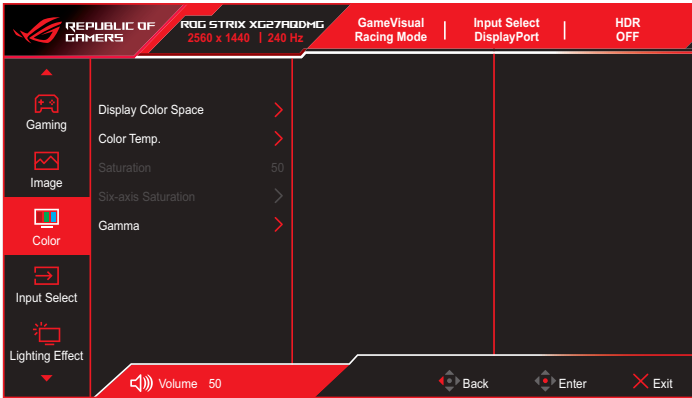 REPUBLIC OF
GAMERS
ROG STRIX XG27AQDMG
2560 x 1440 | 240 Hz
GameVisual
Racing Mode
Input Select
DisplayPort
HDR
OFF
Gaming
Image
Color
Input Select
Lighting Effect
Display Color Space
Color Temp.
Saturation 50
Six-axis Saturation
Gamma
Volume 50
Back
Enter
Exit